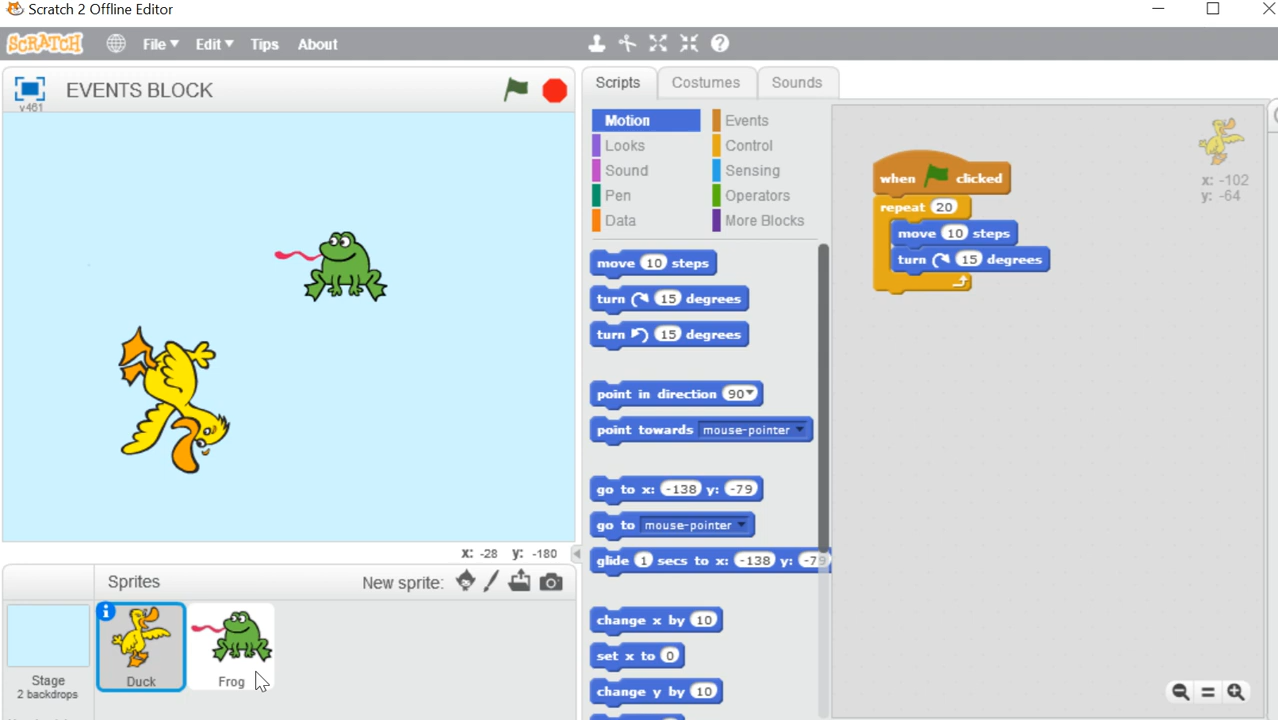 Scratch 2 Offline Editor
SCRATCH
File
Edit
Tips
About
v461
EVENTS BLOCK
Scripts
Costumes
Sounds
Motion
Events
Looks
Control
Sound
Sensing
Pen
Operators
Data
More Blocks
move 10 steps
turn 15 degrees
turn 15 degrees
point in direction 90
point towards mouse-pointer
go to x: -138 y: -79
go to mouse-pointer
glide 1 secs to x: -138 y: -79
change x by 10
set x to 0
change y by 10
when clicked
repeat 20
move 10 steps
turn 15 degrees
x: -102
y: -64
x: -28 y: -180
Sprites
New sprite:
Stage
2 backdrops
Duck
Frog